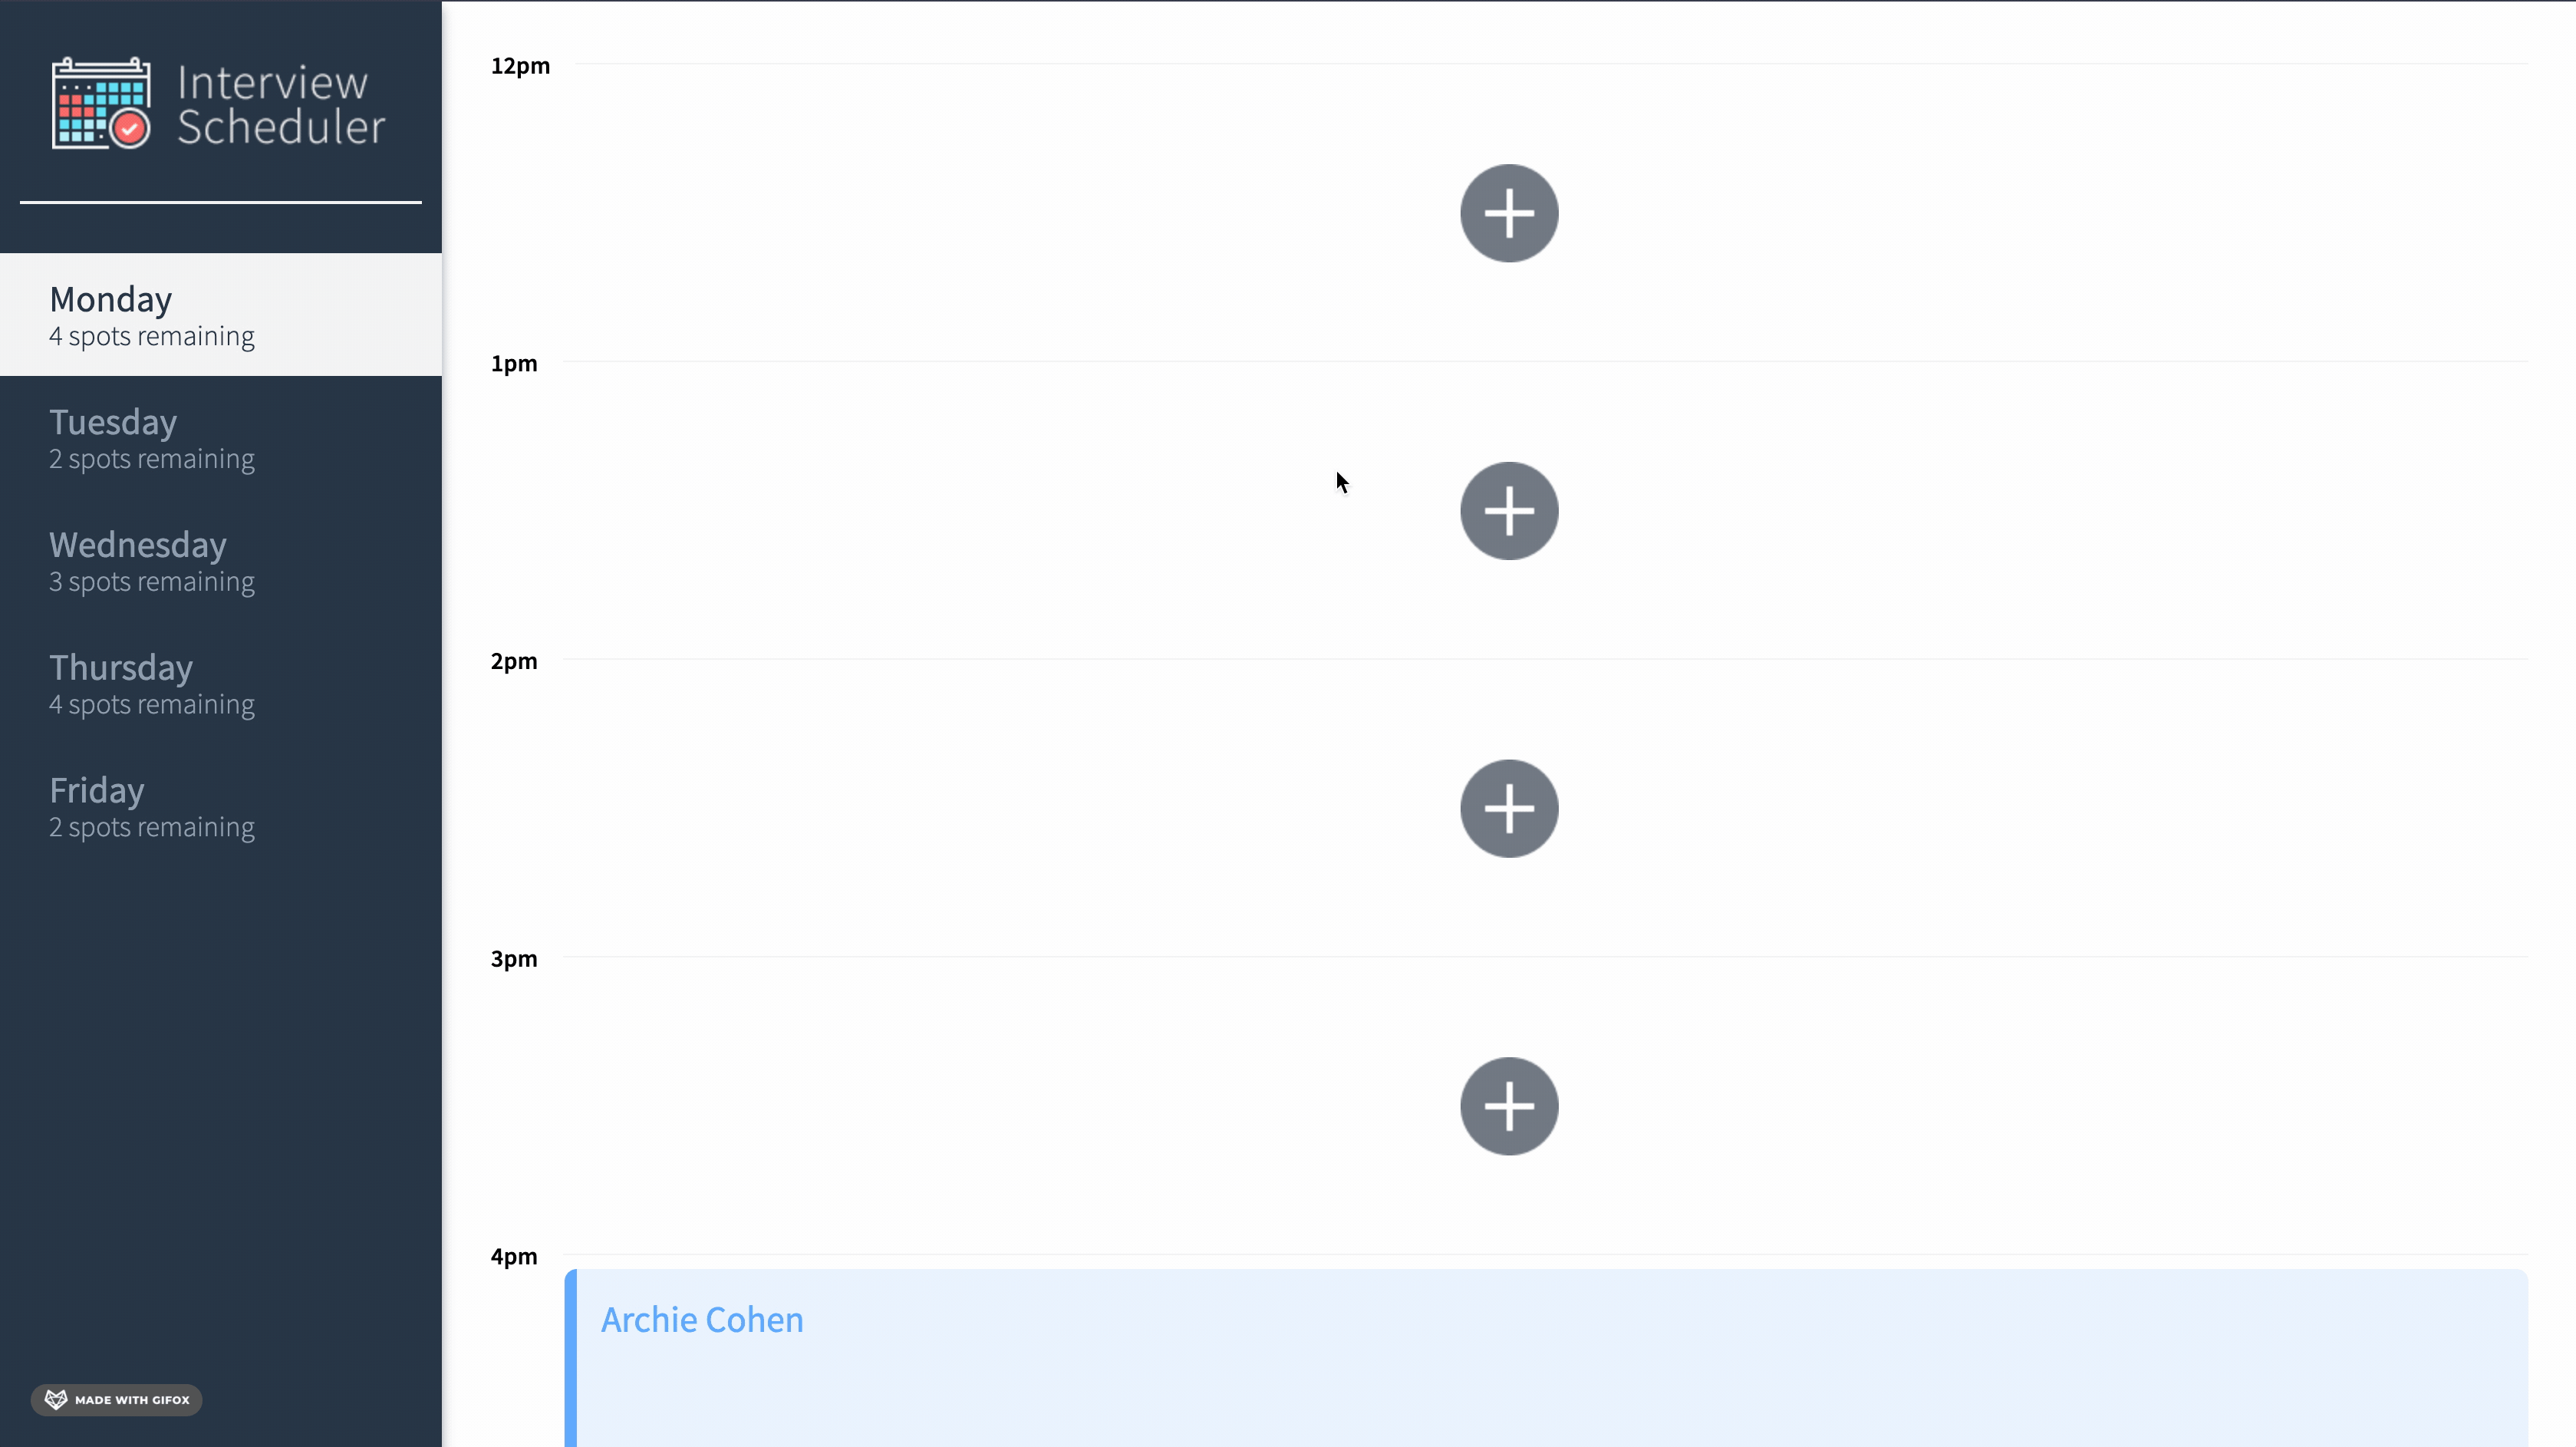 Interview
Scheduler
Monday
4 spots remaining
Tuesday
2 spots remaining
Wednesday
3 spots remaining
Thursday
4 spots remaining
Friday
2 spots remaining
MADE WITH GIFOX
12pm
1pm
2pm
3pm
4pm
Archie Cohen